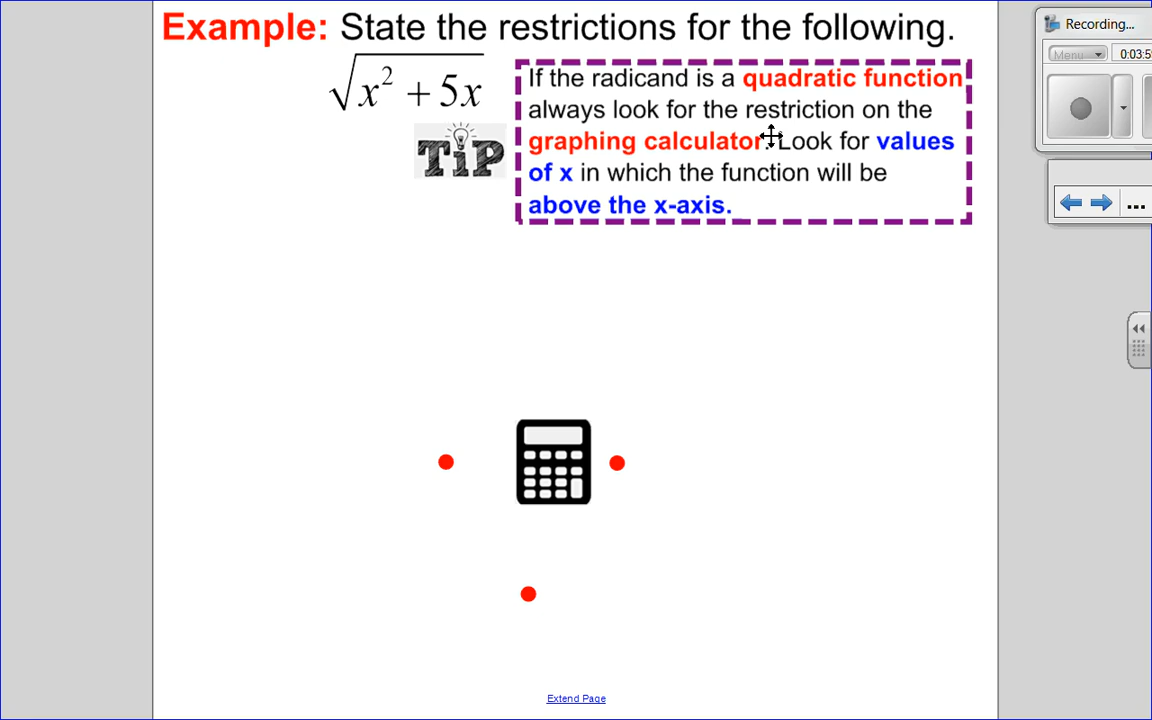 Example: State the restrictions for the following.
√x² + 5x
If the radicand is a quadratic function
always look for the restriction on the
graphing calculator. Look for values
of x in which the function will be
above the x-axis.
TiP
Extend Page
Recording...
Menu
0:03:5
...